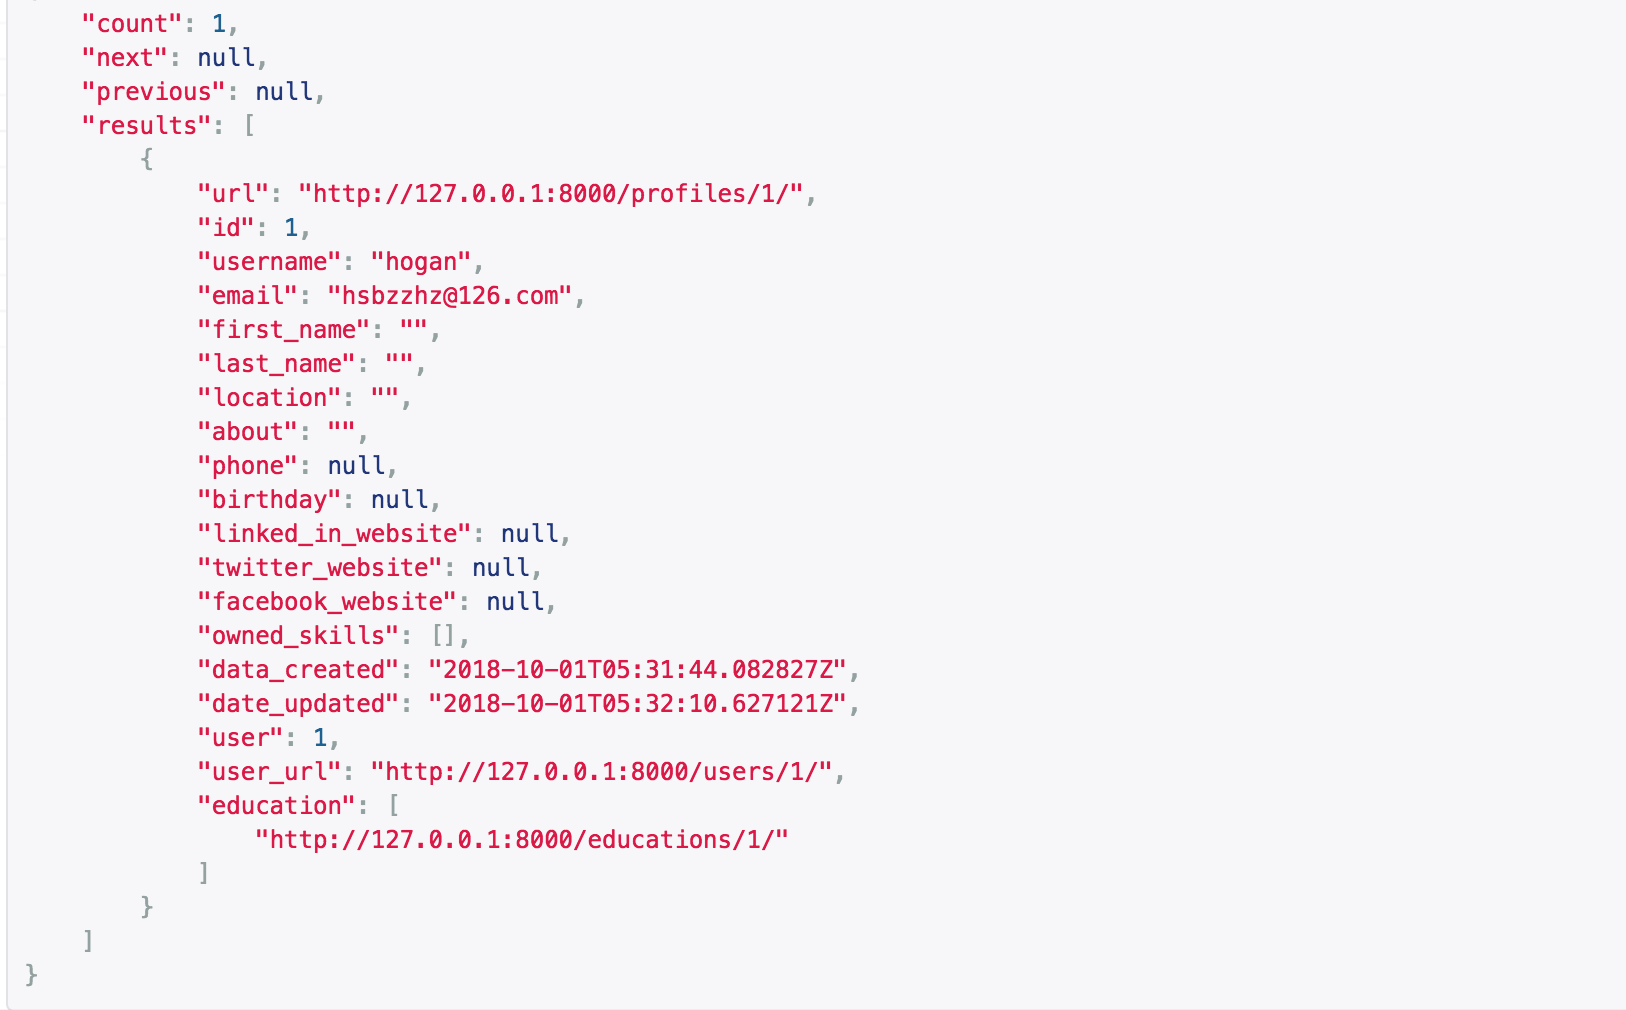 "count": 1,
"next": null,
"previous": null,
"results": [
{
"url": "http://127.0.0.1:8000/profiles/1/",
"id": 1,
"username": "hogan",
"email": "hsbzzhz@126.com",
"first_name": "",
"last_name": "",
"location": "",
"about": "",
"phone": null,
"birthday": null,
"linked_in_website": null,
"twitter_website": null,
"facebook_website": null,
"owned_skills": [],
"data_created": "2018-10-01T05:31:44.082827Z",
"date_updated": "2018-10-01T05:32:10.627121Z",
"user": 1,
"user_url": "http://127.0.0.1:8000/users/1/",
"education": [
"http://127.0.0.1:8000/educations/1/"
]
}
]
}